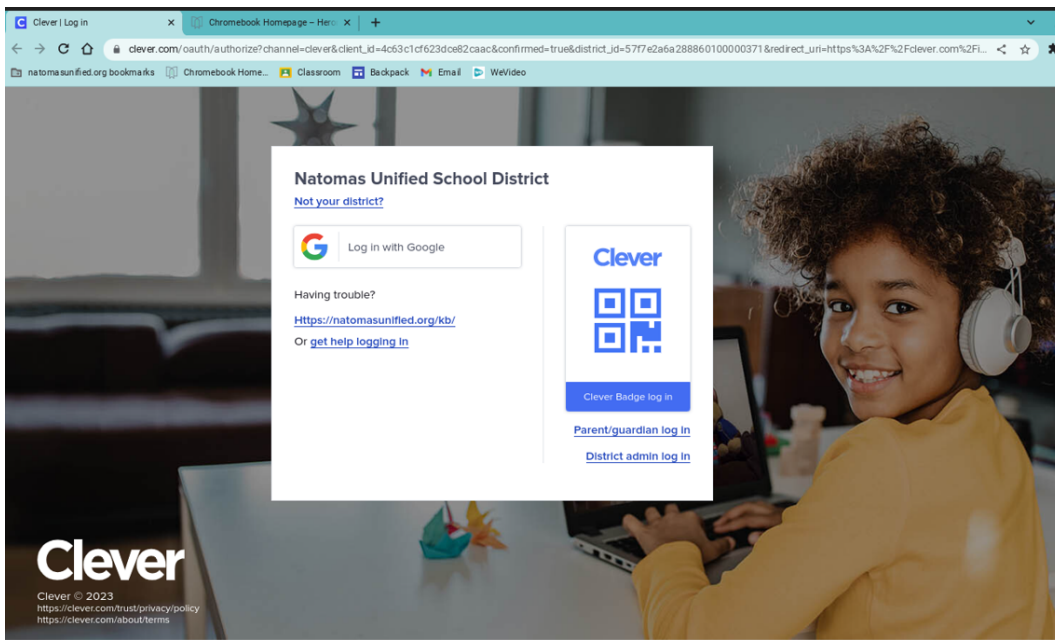 Clever | Log in
Chromebook Homepage – Hero
clever.com/oauth/authorize?channel=clever&client_id=4c63c1cf623dce82caac&confirmed=true&district_id=57f7e2a6a288860100000371&redirect_uri=https%3A%2F%2Fclever.com%2Fi...
natomasunified.org bookmarks
Chromebook Home...
Classroom
Backpack
Email
WeVideo
Natomas Unified School District
Not your district?
Log in with Google
Having trouble?
Https://natomasunified.org/kb/
Or get help logging in
Clever
Clever Badge log in
Parent/guardian log in
District admin log in
Clever
Clever © 2023
https://clever.com/trust/privacy/policy
https://clever.com/about/terms